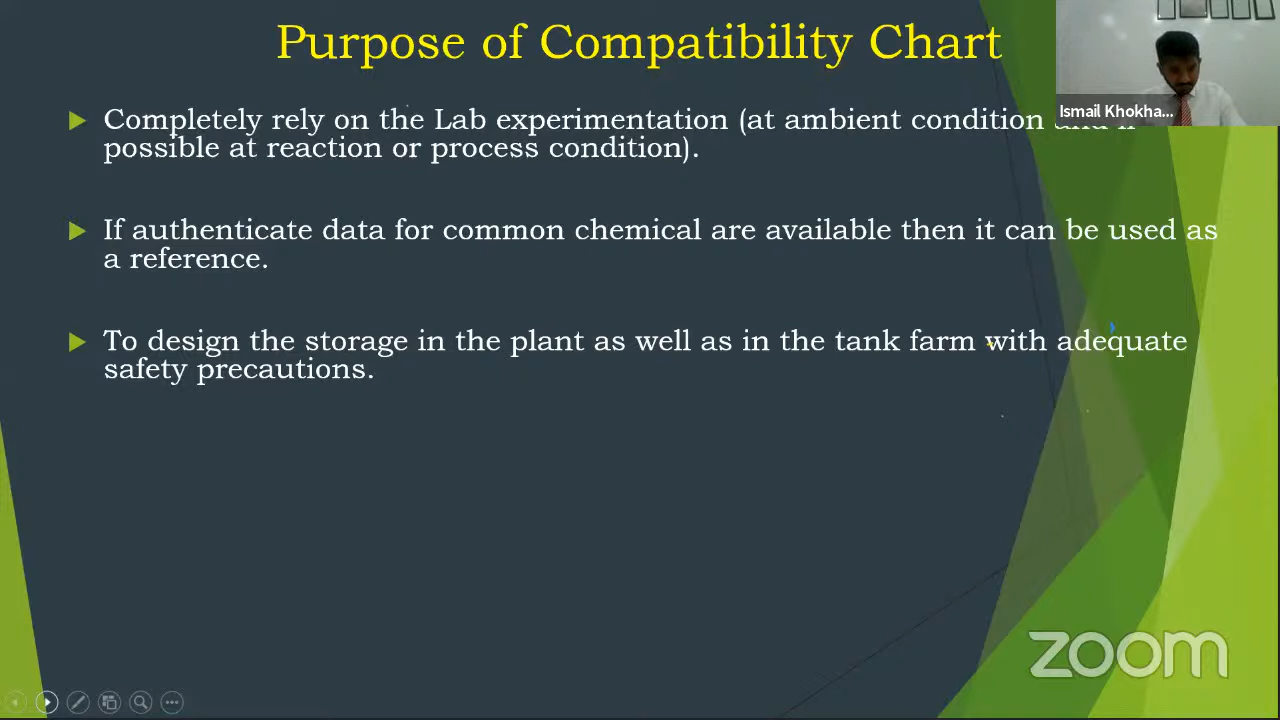 Purpose of Compatibility Chart
Ismail Khokha...
Completely rely on the Lab experimentation (at ambient condition
possible at reaction or process condition).
If authenticate data for common chemical are available then it can be used as
a reference.
To design the storage in the plant as well as in the tank farm with adequate
safety precautions.
zoom